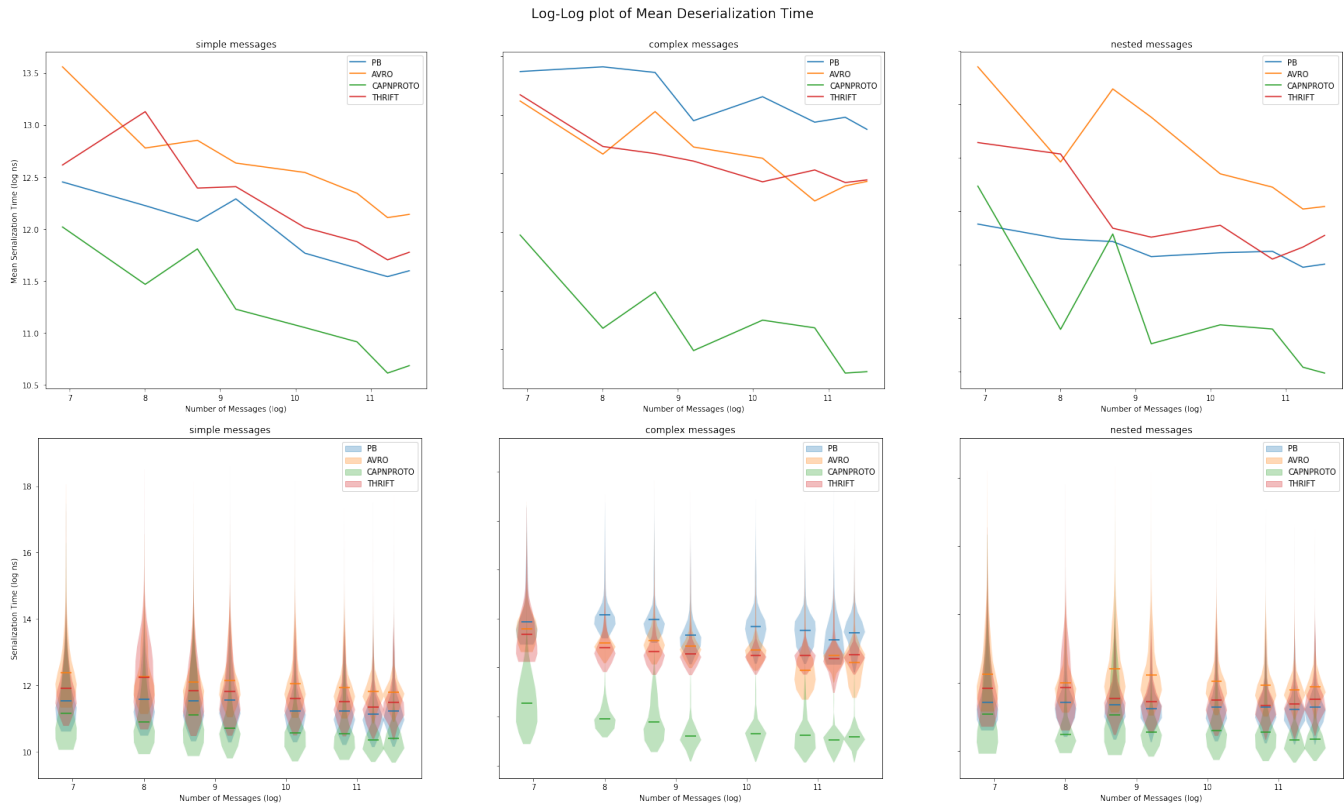 Log-Log plot of Mean Deserialization Time
simple messages
PB
AVRO
CAPNPROTO
THRIFT
Mean Serialization Time (log ns)
13.5
13.0
12.5
12.0
11.5
11.0
10.5
7 8 9 10 11
Number of Messages (log)
complex messages
PB
AVRO
CAPNPROTO
THRIFT
7 8 9 10 11
Number of Messages (log)
nested messages
PB
AVRO
CAPNPROTO
THRIFT
7 8 9 10 11
Number of Messages (log)
simple messages
PB
AVRO
CAPNPROTO
THRIFT
Serialization Time (log ns)
18
16
14
12
10
7 8 9 10 11
Number of Messages (log)
complex messages
PB
AVRO
CAPNPROTO
THRIFT
7 8 9 10 11
Number of Messages (log)
nested messages
PB
AVRO
CAPNPROTO
THRIFT
7 8 9 10 11
Number of Messages (log)